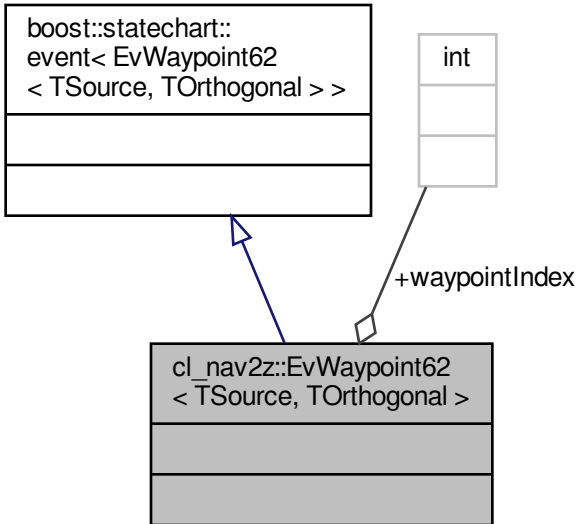 boost::statechart::
event< EvWaypoint62
< TSource, TOrthogonal > >
int
+waypointIndex
cl_nav2z::EvWaypoint62
< TSource, TOrthogonal >